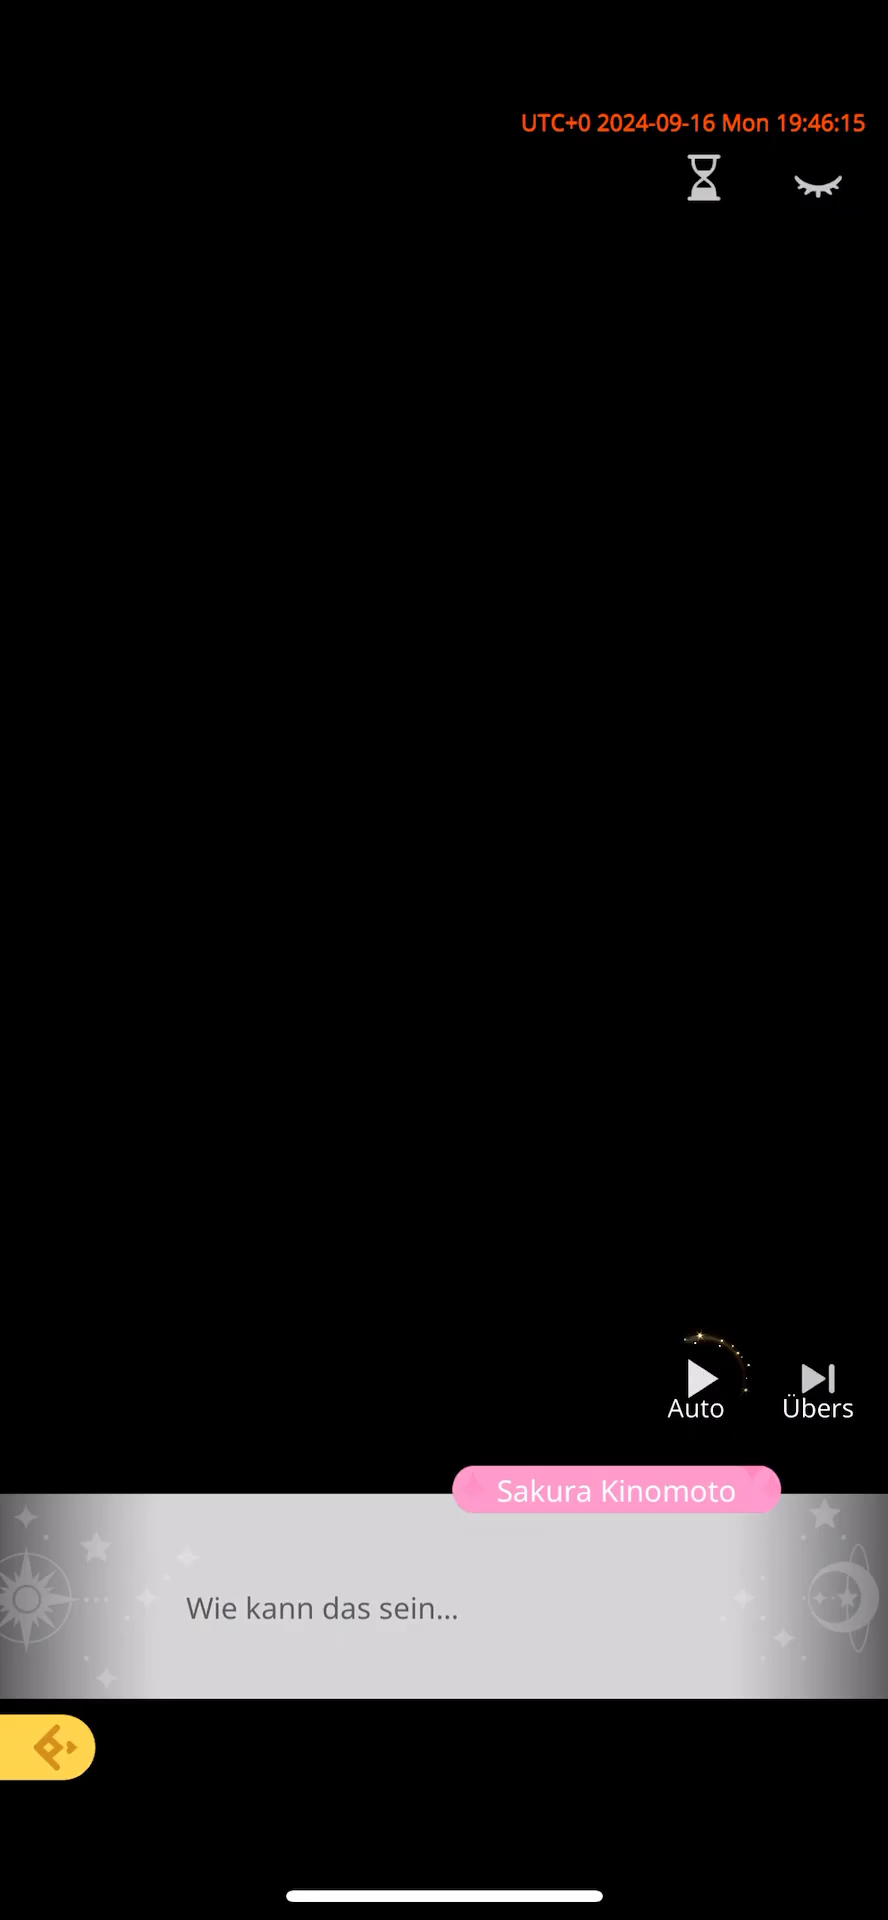 UTC+0 2024-09-16 Mon 19:46:15
Auto
Übers
Sakura Kinomoto
Wie kann das sein...